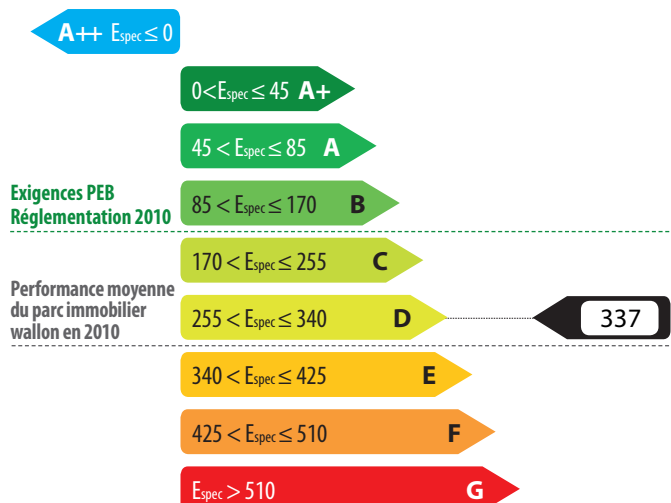 A++ Espec ≤ 0
0<Espec ≤ 45 A+
45 < Espec ≤ 85 A
Exigences PEB
Réglementation 2010
85 < Espec ≤ 170 B
170 < Espec ≤ 255 C
Performance moyenne
du parc immobilier
wallon en 2010
255 < Espec ≤ 340 D
337
340 < Espec ≤ 425 E
425 < Espec ≤ 510 F
Espec > 510 G